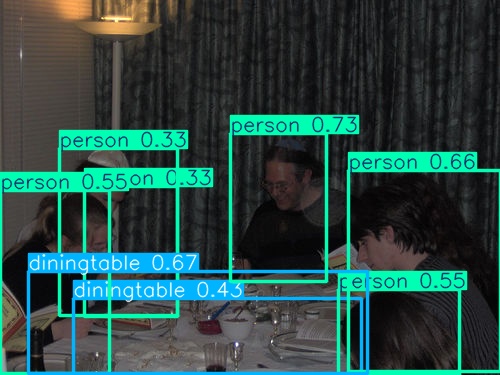 person 0.73
person 0.33
person 0.66
person 0.55
on 0.33
diningtable 0.67
person 0.55
diningtable 0.43